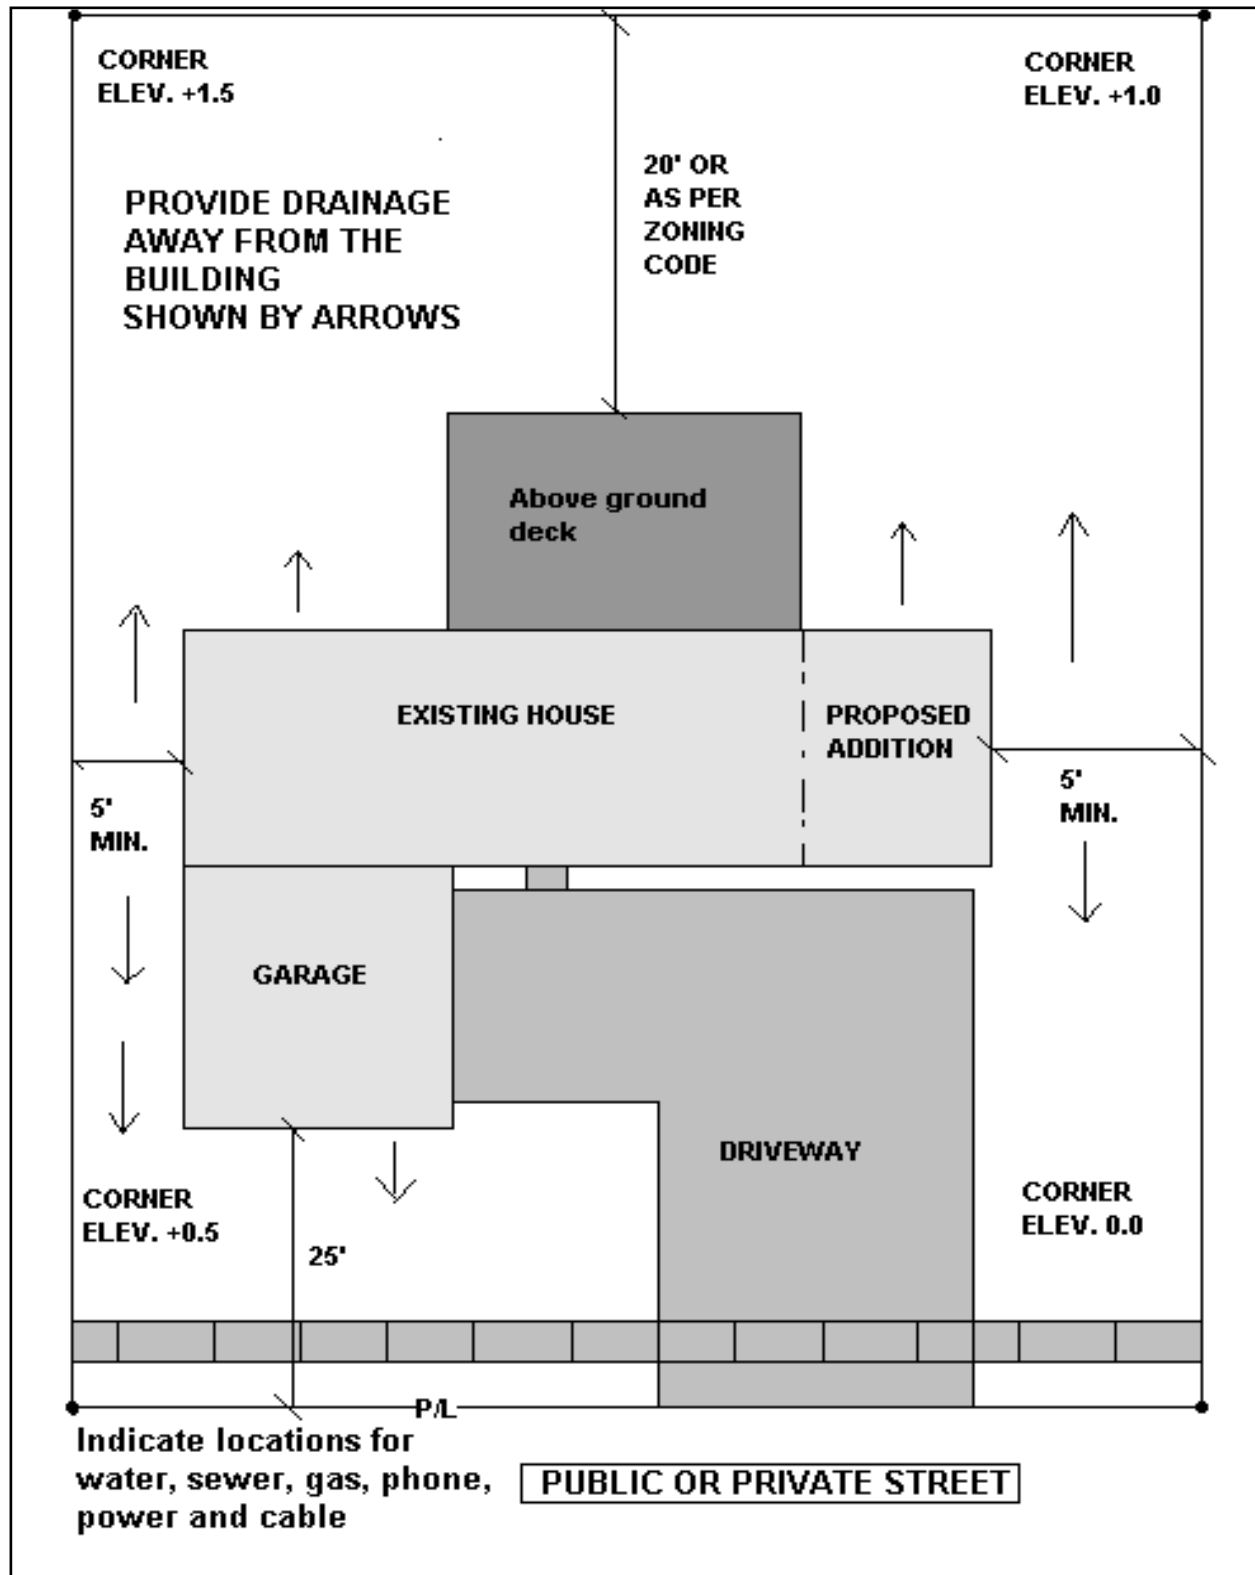 CORNER
ELEV. +1.5
CORNER
ELEV. +1.0
20' OR
AS PER
ZONING
CODE
PROVIDE DRAINAGE
AWAY FROM THE
BUILDING
SHOWN BY ARROWS
Above ground
deck
EXISTING HOUSE
PROPOSED
ADDITION
5'
MIN.
5'
MIN.
GARAGE
DRIVEWAY
CORNER
ELEV. +0.5
25'
CORNER
ELEV. 0.0
P/L
Indicate locations for
water, sewer, gas, phone,
power and cable
PUBLIC OR PRIVATE STREET